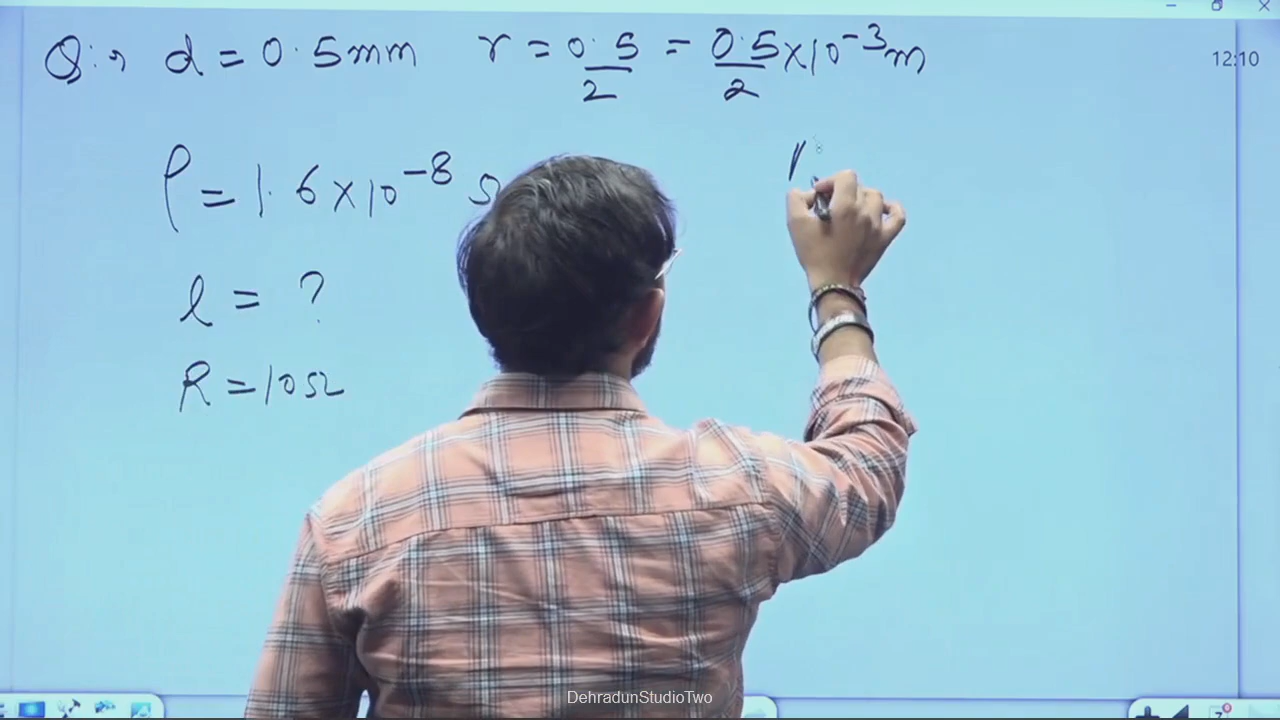 Q:→ d = 0.5mm r = 0.5/2 = 0.5/2 × 10⁻³m
12:10
ρ = 1.6 × 10⁻⁸ Ω
l = ?
R = 10Ω
DehradunStudioTwo